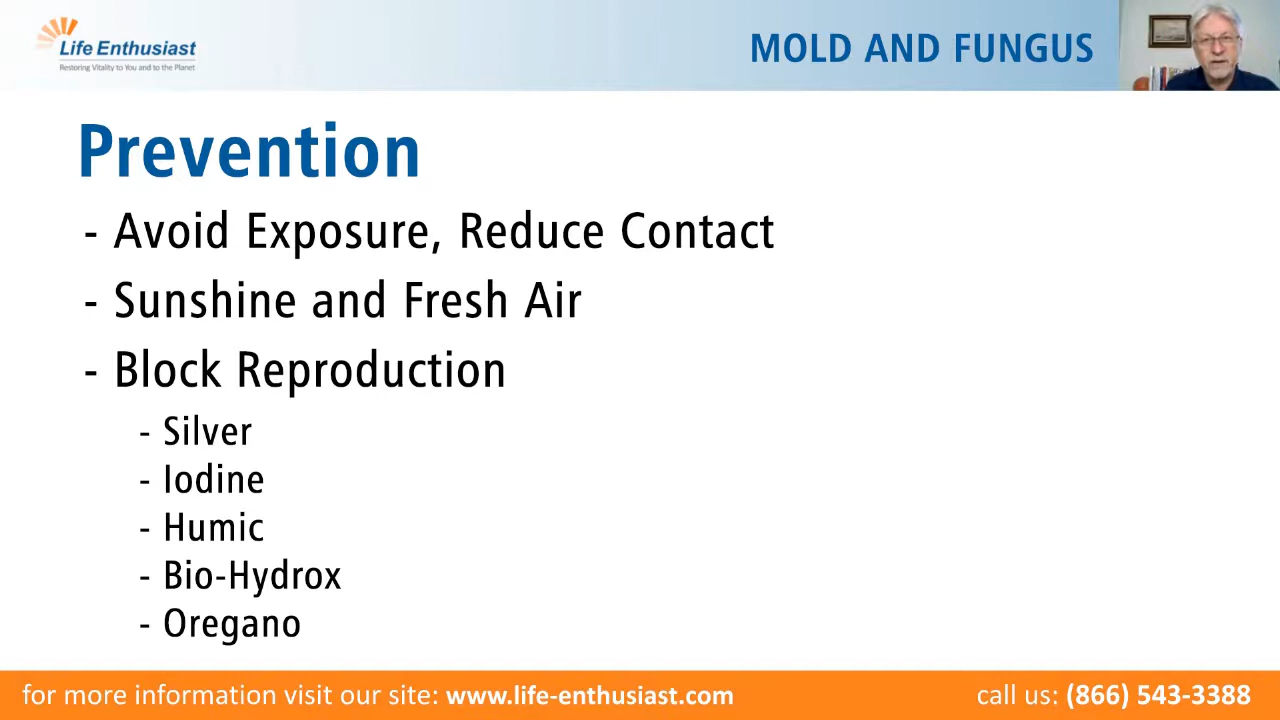 Life Enthusiast
Restoring Vitality to You and to the Planet
MOLD AND FUNGUS
Prevention
- Avoid Exposure, Reduce Contact
- Sunshine and Fresh Air
- Block Reproduction
- Silver
- Iodine
- Humic
- Bio-Hydrox
- Oregano
for more information visit our site: www.life-enthusiast.com
call us: (866) 543-3388